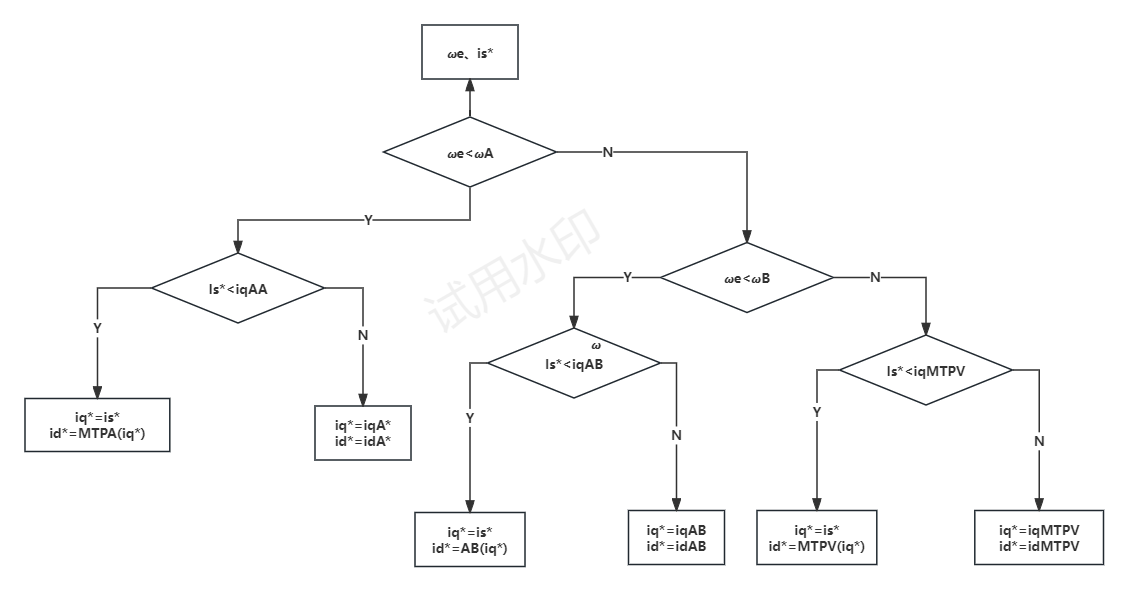 ωe、is*
ωe<ωA
N
Y
试用水印
Is*<iqAA
ωe<ωB
Y
N
Y
N
ω
Is*<iqAB
Is*<iqMTPV
iq*=is*
id*=MTPA(iq*)
iq*=iqA*
id*=idA*
Y
N
Y
N
iq*=is*
id*=AB(iq*)
iq*=iqAB
id*=idAB
iq*=is*
id*=MTPV(iq*)
iq*=iqMTPV
id*=idMTPV